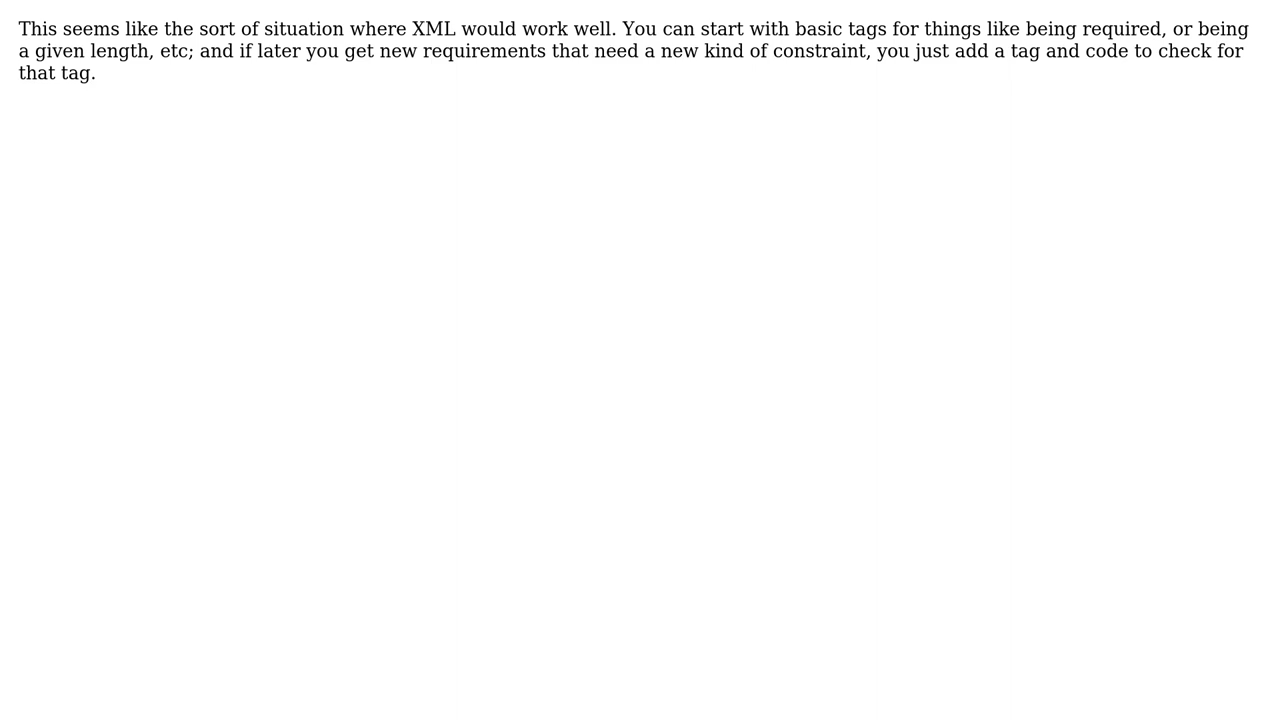 This seems like the sort of situation where XML would work well. You can start with basic tags for things like being required, or being
a given length, etc; and if later you get new requirements that need a new kind of constraint, you just add a tag and code to check for
that tag.